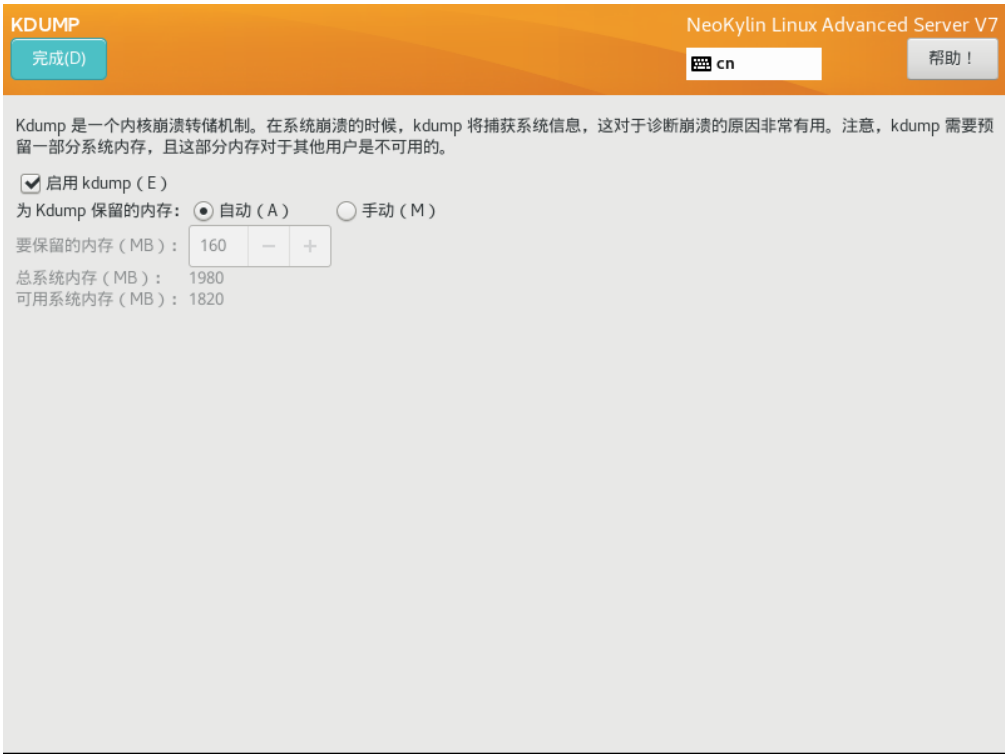 KDUMP
NeoKylin Linux Advanced Server V7
完成(D)
cn
帮助！
Kdump 是一个内核崩溃转储机制。在系统崩溃的时候，kdump 将捕获系统信息，这对于诊断崩溃的原因非常有用。注意，kdump 需要预
留一部分系统内存，且这部分内存对于其他用户是不可用的。
启用 kdump（E）
为 Kdump 保留的内存： 自动（A） 手动（M）
要保留的内存（MB）： 160 − +
总系统内存（MB）： 1980
可用系统内存（MB）： 1820